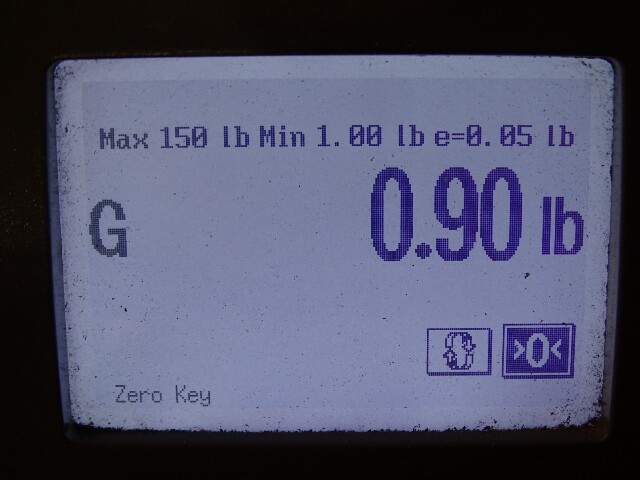 Max 150 lb Min 1.00 lb e=0.05 lb
G 0.90 lb
>0<
Zero Key